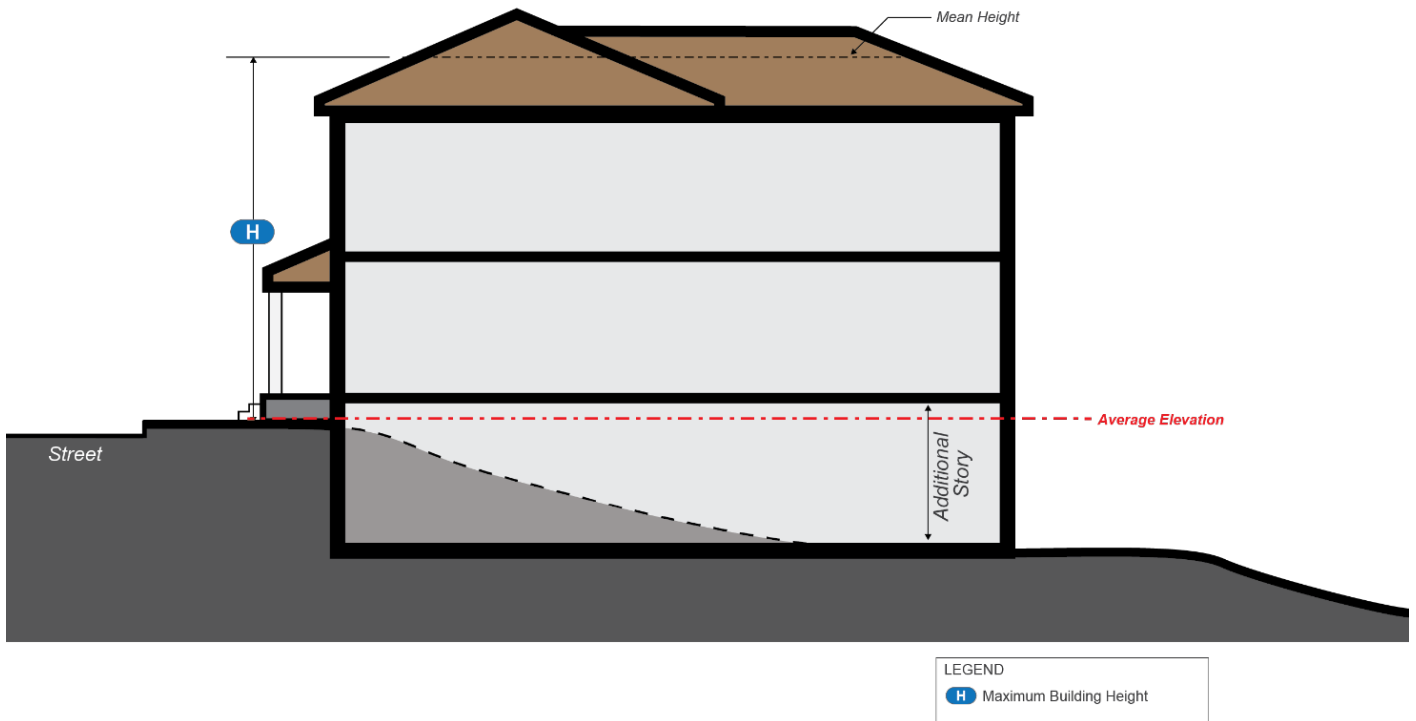 Mean Height
H
Average Elevation
Street
Additional
Story
LEGEND
H Maximum Building Height